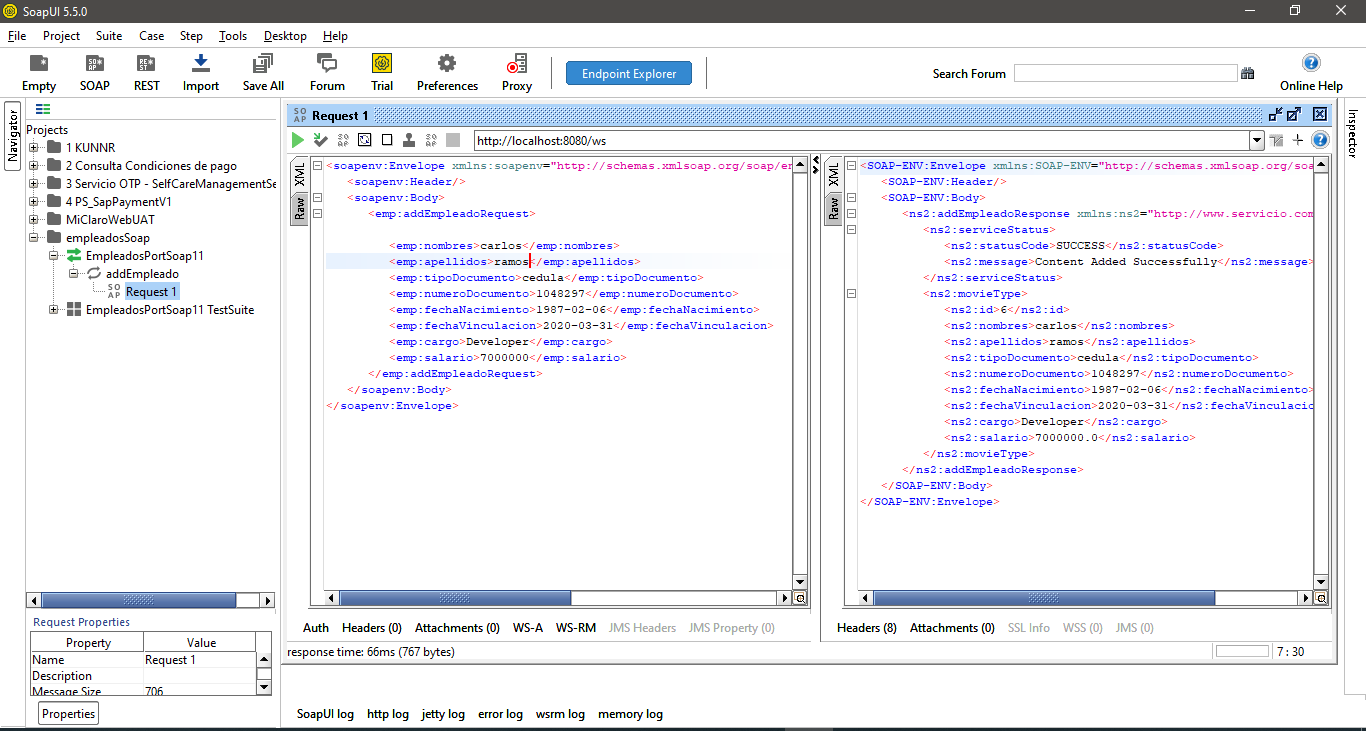 SoapUI 5.5.0
File Project Suite Case Step Tools Desktop Help
Empty SOAP REST Import Save All Forum Trial Preferences Proxy Endpoint Explorer Search Forum Online Help
Navigator
Projects
1 KUNNR
2 Consulta Condiciones de pago
3 Servicio OTP - SelfCareManagementSe
4 PS_SapPaymentV1
MiClaroWebUAT
empleadosSoap
EmpleadosPortSoap11
addEmpleado
SOAP Request 1
EmpleadosPortSoap11 TestSuite
Request Properties
Property Value
Name Request 1
Description
Message Size 706
Properties
SOAP Request 1
http://localhost:8080/ws
XML
Raw
<soapenv:Envelope xmlns:soapenv="http://schemas.xmlsoap.org/soap/en
<soapenv:Header/>
<soapenv:Body>
<emp:addEmpleadoRequest>
<emp:nombres>carlos</emp:nombres>
<emp:apellidos>ramos</emp:apellidos>
<emp:tipoDocumento>cedula</emp:tipoDocumento>
<emp:numeroDocumento>1048297</emp:numeroDocumento>
<emp:fechaNacimiento>1987-02-06</emp:fechaNacimiento>
<emp:fechaVinculacion>2020-03-31</emp:fechaVinculacion>
<emp:cargo>Developer</emp:cargo>
<emp:salario>7000000</emp:salario>
</emp:addEmpleadoRequest>
</soapenv:Body>
</soapenv:Envelope>
Auth Headers (0) Attachments (0) WS-A WS-RM JMS Headers JMS Property (0)
XML
Raw
<SOAP-ENV:Envelope xmlns:SOAP-ENV="http://schemas.xmlsoap.org/soa
<SOAP-ENV:Header/>
<SOAP-ENV:Body>
<ns2:addEmpleadoResponse xmlns:ns2="http://www.servicio.com
<ns2:serviceStatus>
<ns2:statusCode>SUCCESS</ns2:statusCode>
<ns2:message>Content Added Successfully</ns2:message>
</ns2:serviceStatus>
<ns2:movieType>
<ns2:id>6</ns2:id>
<ns2:nombres>carlos</ns2:nombres>
<ns2:apellidos>ramos</ns2:apellidos>
<ns2:tipoDocumento>cedula</ns2:tipoDocumento>
<ns2:numeroDocumento>1048297</ns2:numeroDocumento>
<ns2:fechaNacimiento>1987-02-06</ns2:fechaNacimiento>
<ns2:fechaVinculacion>2020-03-31</ns2:fechaVinculacio
<ns2:cargo>Developer</ns2:cargo>
<ns2:salario>7000000.0</ns2:salario>
</ns2:movieType>
</ns2:addEmpleadoResponse>
</SOAP-ENV:Body>
</SOAP-ENV:Envelope>
Headers (8) Attachments (0) SSL Info WSS (0) JMS (0)
response time: 66ms (767 bytes)
7 : 30
Inspector
SoapUI log http log jetty log error log wsrm log memory log